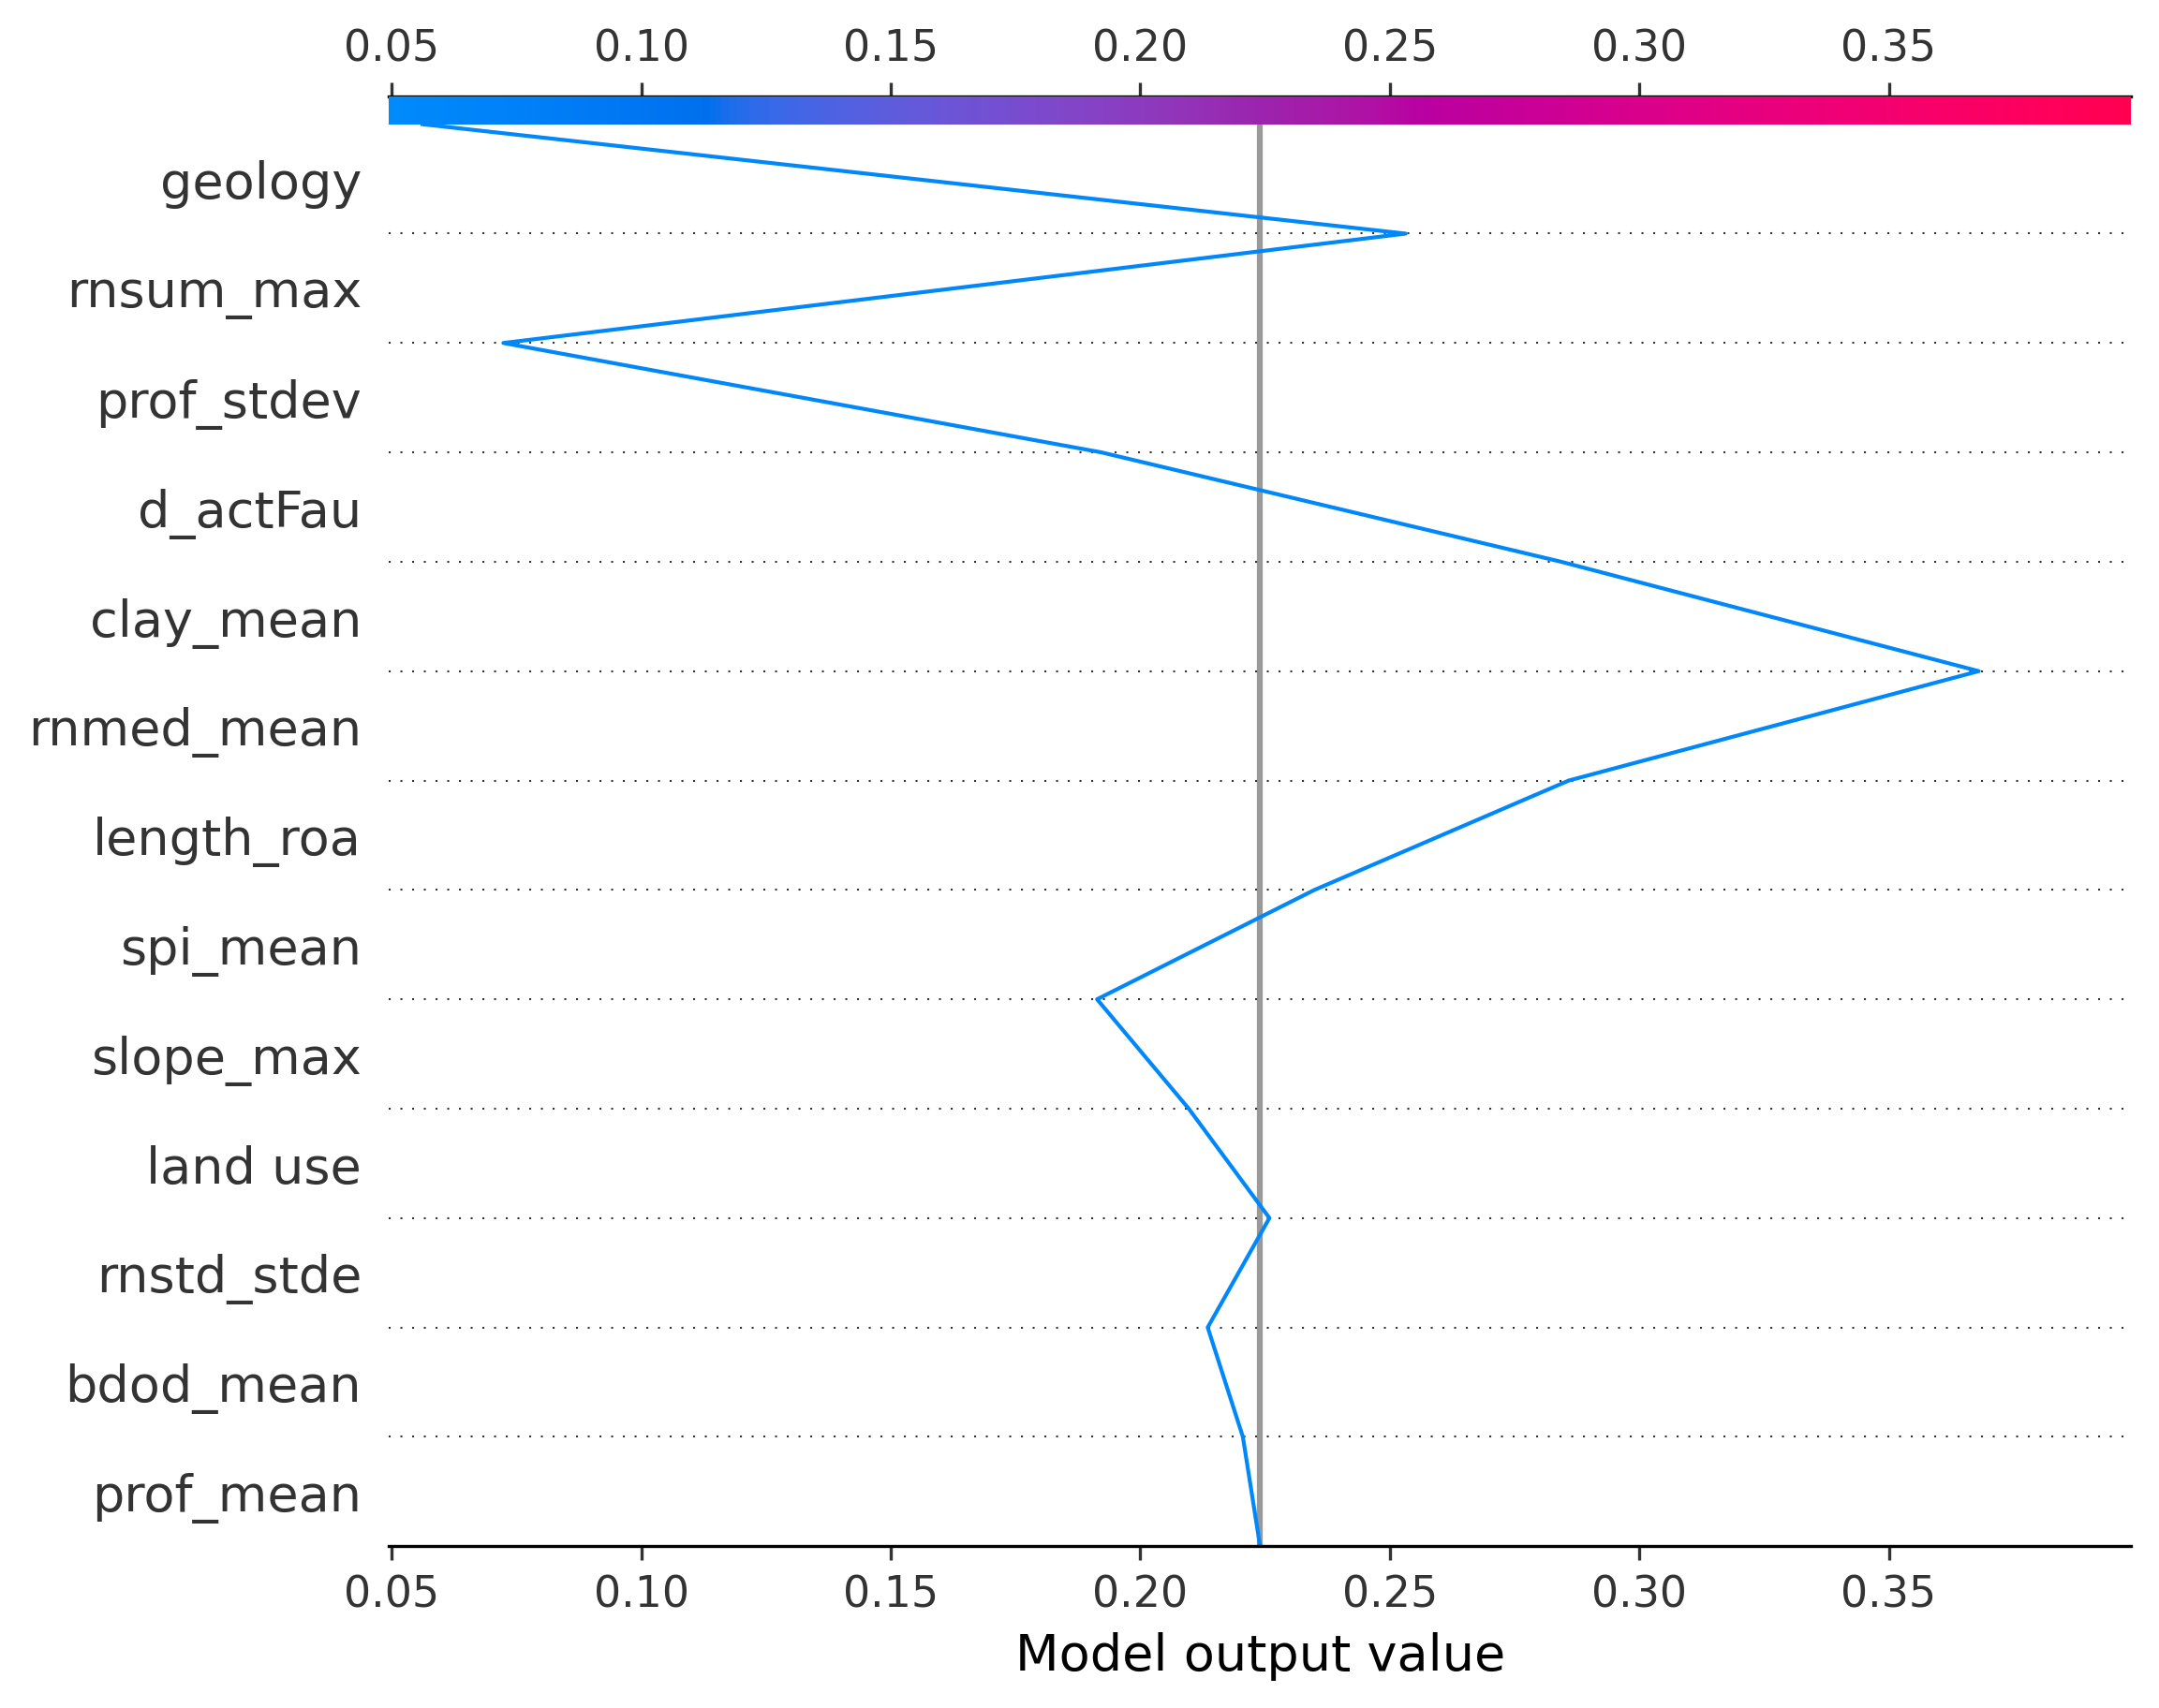 0.05 0.10 0.15 0.20 0.25 0.30 0.35
geology
rnsum_max
prof_stdev
d_actFau
clay_mean
rnmed_mean
length_roa
spi_mean
slope_max
land use
rnstd_stde
bdod_mean
prof_mean
0.05 0.10 0.15 0.20 0.25 0.30 0.35
Model output value